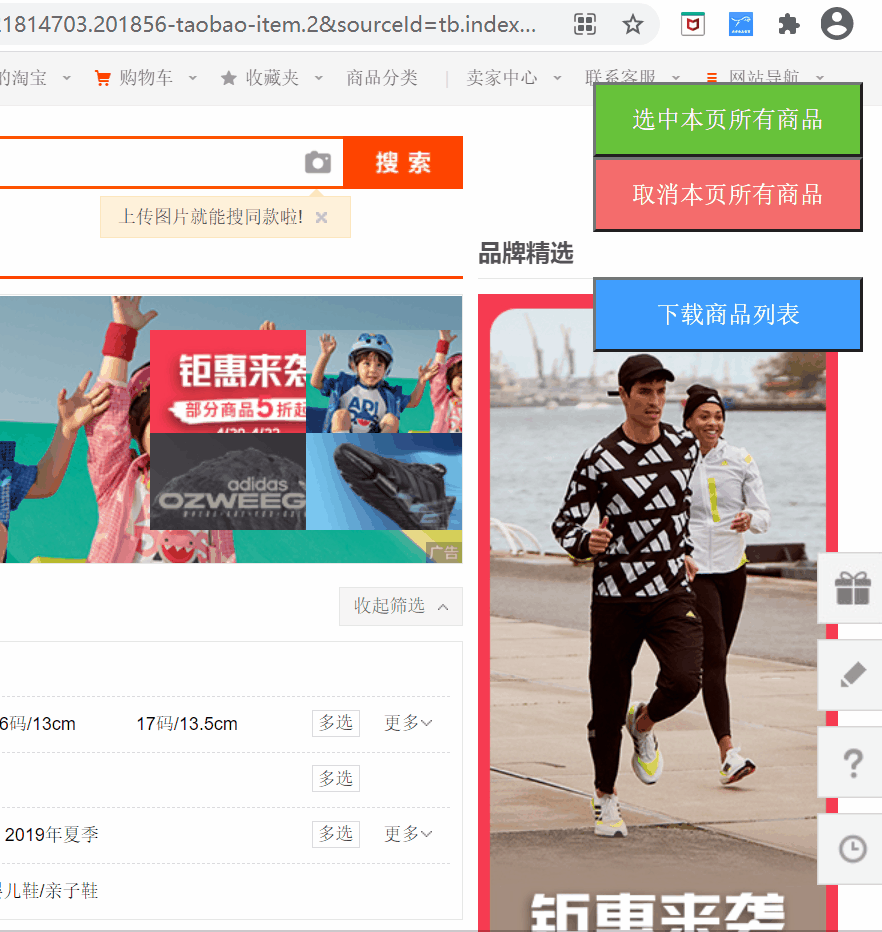 21814703.201856-taobao-item.2&sourceId=tb.index...
的淘宝 购物车 收藏夹 商品分类 | 卖家中心 联系客服 网站导航
选中本页所有商品
搜 索
取消本页所有商品
上传图片就能搜同款啦! ×
品牌精选
下载商品列表
钜惠来袭
部分商品5折起
adidas
OZWEEG
广告
收起筛选
6码/13cm 17码/13.5cm 多选 更多
多选
2019年夏季 多选 更多
婴儿鞋/亲子鞋
钜惠来袭